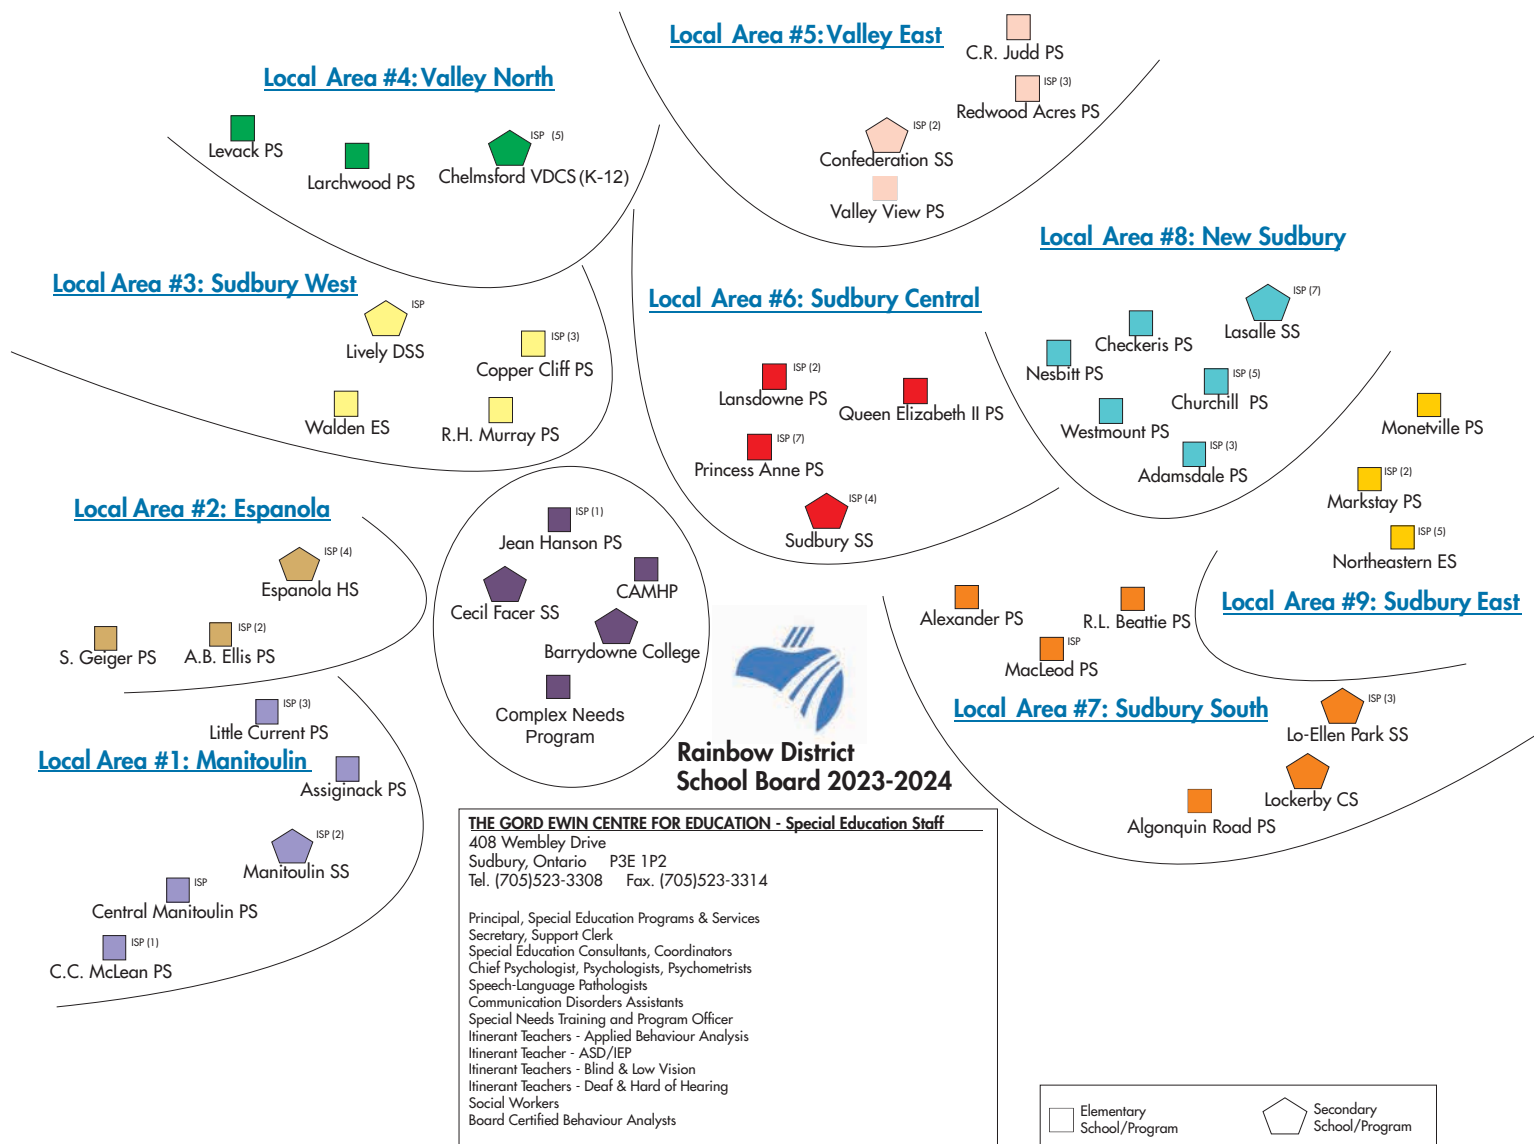 Local Area #5: Valley East
C.R. Judd PS
ISP (3)
Redwood Acres PS
ISP (2)
Confederation SS
Valley View PS
Local Area #4: Valley North
Levack PS
Larchwood PS
ISP (5)
Chelmsford VDCS (K-12)
Local Area #8: New Sudbury
ISP (7)
Lasalle SS
Checkeris PS
Nesbitt PS
ISP (5)
Churchill PS
Westmount PS
ISP (3)
Adamsdale PS
Local Area #3: Sudbury West
ISP
Lively DSS
ISP (3)
Copper Cliff PS
Walden ES
R.H. Murray PS
Local Area #6: Sudbury Central
ISP (2)
Lansdowne PS
Queen Elizabeth II PS
ISP (7)
Princess Anne PS
ISP (4)
Sudbury SS
Monetville PS
ISP (2)
Markstay PS
ISP (5)
Northeastern ES
Local Area #9: Sudbury East
Local Area #2: Espanola
ISP (4)
Espanola HS
S. Geiger PS
ISP (2)
A.B. Ellis PS
ISP (1)
Jean Hanson PS
CAMHP
Cecil Facer SS
Barrydowne College
Complex Needs
Program
Alexander PS
R.L. Beattie PS
ISP
MacLeod PS
Local Area #7: Sudbury South
ISP (3)
Lo-Ellen Park SS
Lockerby CS
Algonquin Road PS
ISP (3)
Little Current PS
Local Area #1: Manitoulin
Assiginack PS
ISP (2)
Manitoulin SS
ISP
Central Manitoulin PS
ISP (1)
C.C. McLean PS
Rainbow District
School Board 2023-2024
THE GORD EWIN CENTRE FOR EDUCATION - Special Education Staff
408 Wembley Drive
Sudbury, Ontario P3E 1P2
Tel. (705)523-3308 Fax. (705)523-3314
Principal, Special Education Programs & Services
Secretary, Support Clerk
Special Education Consultants, Coordinators
Chief Psychologist, Psychologists, Psychometrists
Speech-Language Pathologists
Communication Disorders Assistants
Special Needs Training and Program Officer
Itinerant Teachers - Applied Behaviour Analysis
Itinerant Teacher - ASD/IEP
Itinerant Teachers - Blind & Low Vision
Itinerant Teachers - Deaf & Hard of Hearing
Social Workers
Board Certified Behaviour Analysts
Elementary
School/Program
Secondary
School/Program